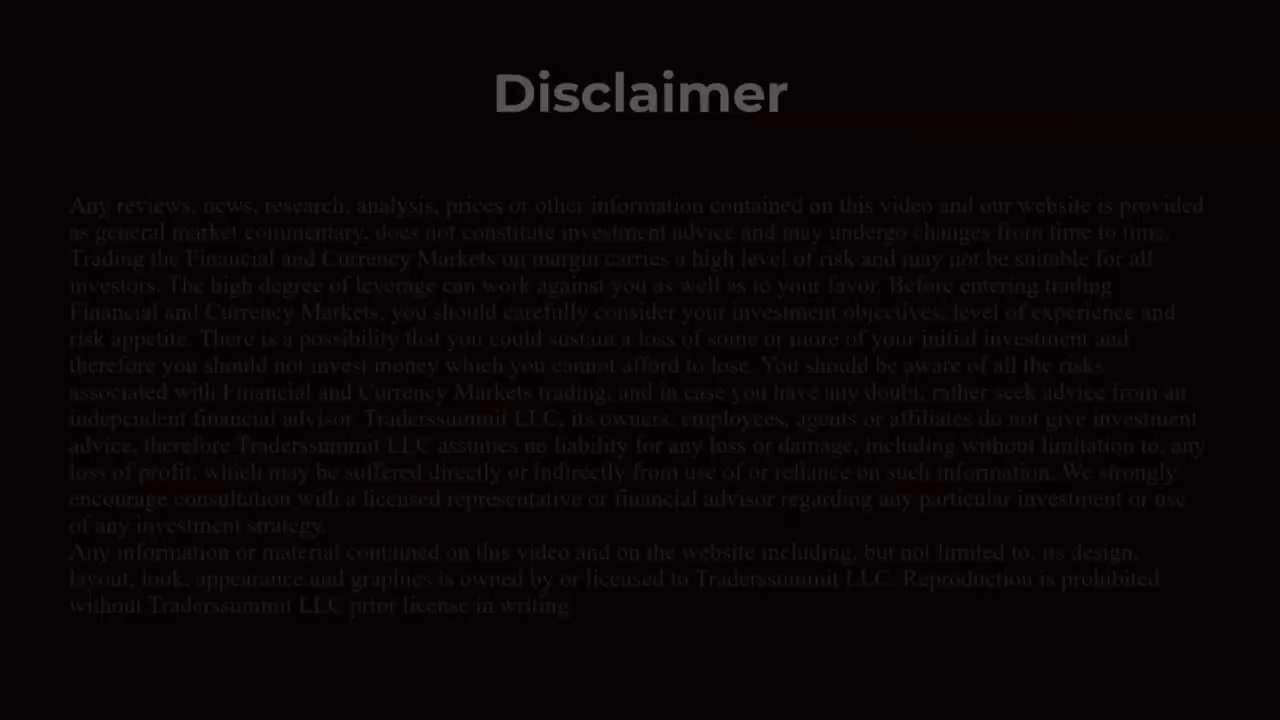 Disclaimer
Any reviews, news, research, analysis, prices or other information contained on this video and our website is provided
as general market commentary, does not constitute investment advice and may undergo changes from time to time.
Trading the Financial and Currency Markets on margin carries a high level of risk and may not be suitable for all
investors. The high degree of leverage can work against you as well as to your favor. Before entering trading
Financial and Currency Markets, you should carefully consider your investment objectives, level of experience and
risk appetite. There is a possibility that you could sustain a loss of some or more of your initial investment and
therefore you should not invest money which you cannot afford to lose. You should be aware of all the risks
associated with Financial and Currency Markets trading, and in case you have any doubt, rather seek advice from an
independent financial advisor. Traderssummit LLC, its owners, employees, agents or affiliates do not give investment
advice, therefore Traderssummit LLC assumes no liability for any loss or damage, including without limitation to, any
loss of profit, which may be suffered directly or indirectly from use of or reliance on such information. We strongly
encourage consultation with a licensed representative or financial advisor regarding any particular investment or use
of any investment strategy.
Any information or material contained on this video and on the website including, but not limited to, its design,
layout, look, appearance and graphics is owned by or licensed to Traderssummit LLC. Reproduction is prohibited
without Traderssummit LLC prior license in writing.